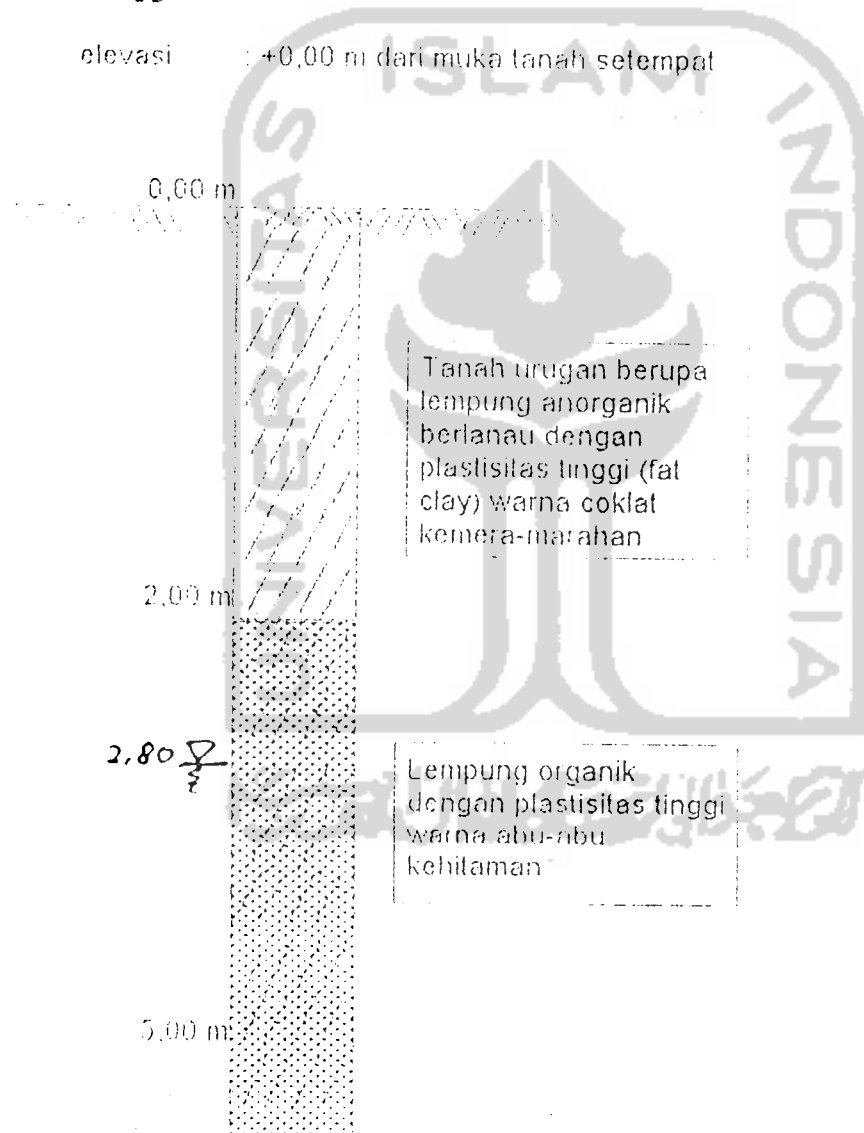 elevasi : +0,00 m dari muka tanah setempat
ISLAM
UNIVERSITAS
INDONESIA
0,00 m
Tanah urugan berupa
lempung anorganik
berlanau dengan
plastisitas tinggi (fat
clay) warna coklat
kemera-marahan
2,00 m
2,80
Lempung organik
dengan plastisitas tinggi
warna abu-abu
kehitaman
5,00 m